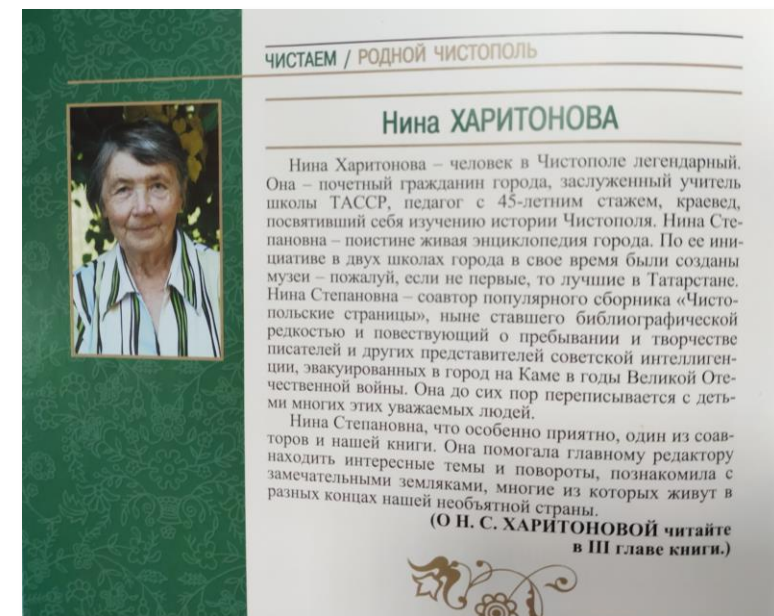 ЧИСТАЕМ / РОДНОЙ ЧИСТОПОЛЬ
Нина ХАРИТОНОВА
Нина Харитонова – человек в Чистополе легендарный.
Она – почетный гражданин города, заслуженный учитель
школы ТАССР, педагог с 45-летним стажем, краевед,
посвятивший себя изучению истории Чистополя. Нина Сте-
пановна – поистине живая энциклопедия города. По ее ини-
циативе в двух школах города в свое время были созданы
музеи – пожалуй, если не первые, то лучшие в Татарстане.
Нина Степановна – соавтор популярного сборника «Чисто-
польские страницы», ныне ставшего библиографической
редкостью и повествующий о пребывании и творчестве
писателей и других представителей советской интеллиген-
ции, эвакуированных в город на Каме в годы Великой Оте-
чественной войны. Она до сих пор переписывается с деть-
ми многих этих уважаемых людей.
Нина Степановна, что особенно приятно, один из соав-
торов и нашей книги. Она помогала главному редактору
находить интересные темы и повороты, познакомила с
замечательными земляками, многие из которых живут в
разных концах нашей необъятной страны.
(О Н. С. ХАРИТОНОВОЙ читайте
в III главе книги.)